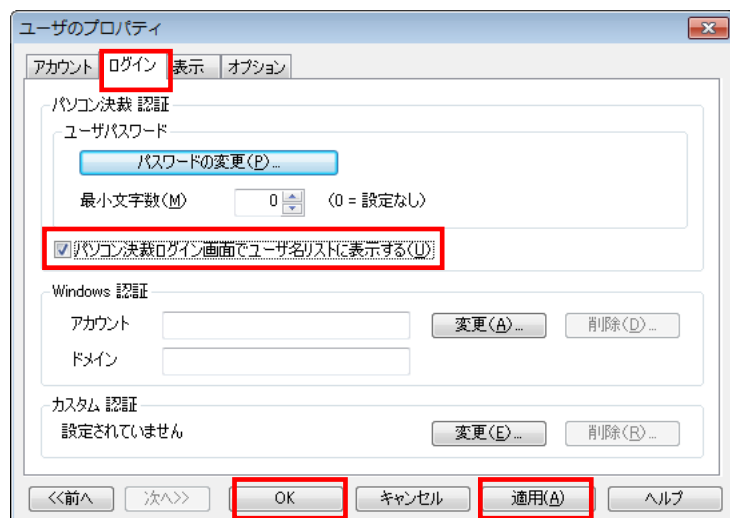 ユーザのプロパティ
アカウント ログイン 表示 オプション
パソコン決裁 認証
ユーザパスワード
パスワードの変更(P)...
最小文字数(M) 0 (0 = 設定なし)
パソコン決裁ログイン画面でユーザ名リストに表示する(U)
Windows 認証
アカウント 変更(A)... 削除(D)...
ドメイン
カスタム 認証
設定されていません 変更(E)... 削除(R)...
<<前へ 次へ>> OK キャンセル 適用(A) ヘルプ